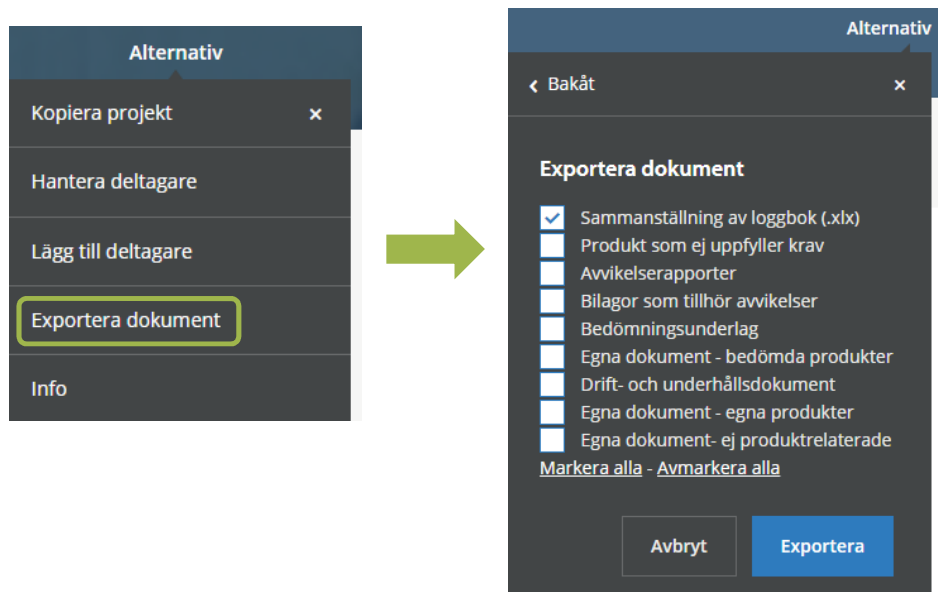 Alternativ
Kopiera projekt
Hantera deltagare
Lägg till deltagare
Exportera dokument
Info
Alternativ
Bakåt
Exportera dokument
Sammanställning av loggbok (.xlx)
Produkt som ej uppfyller krav
Avvikelserapporter
Bilagor som tillhör avvikelser
Bedömningsunderlag
Egna dokument - bedömda produkter
Drift- och underhållsdokument
Egna dokument - egna produkter
Egna dokument- ej produktrelaterade
Markera alla - Avmarkera alla
Avbryt
Exportera